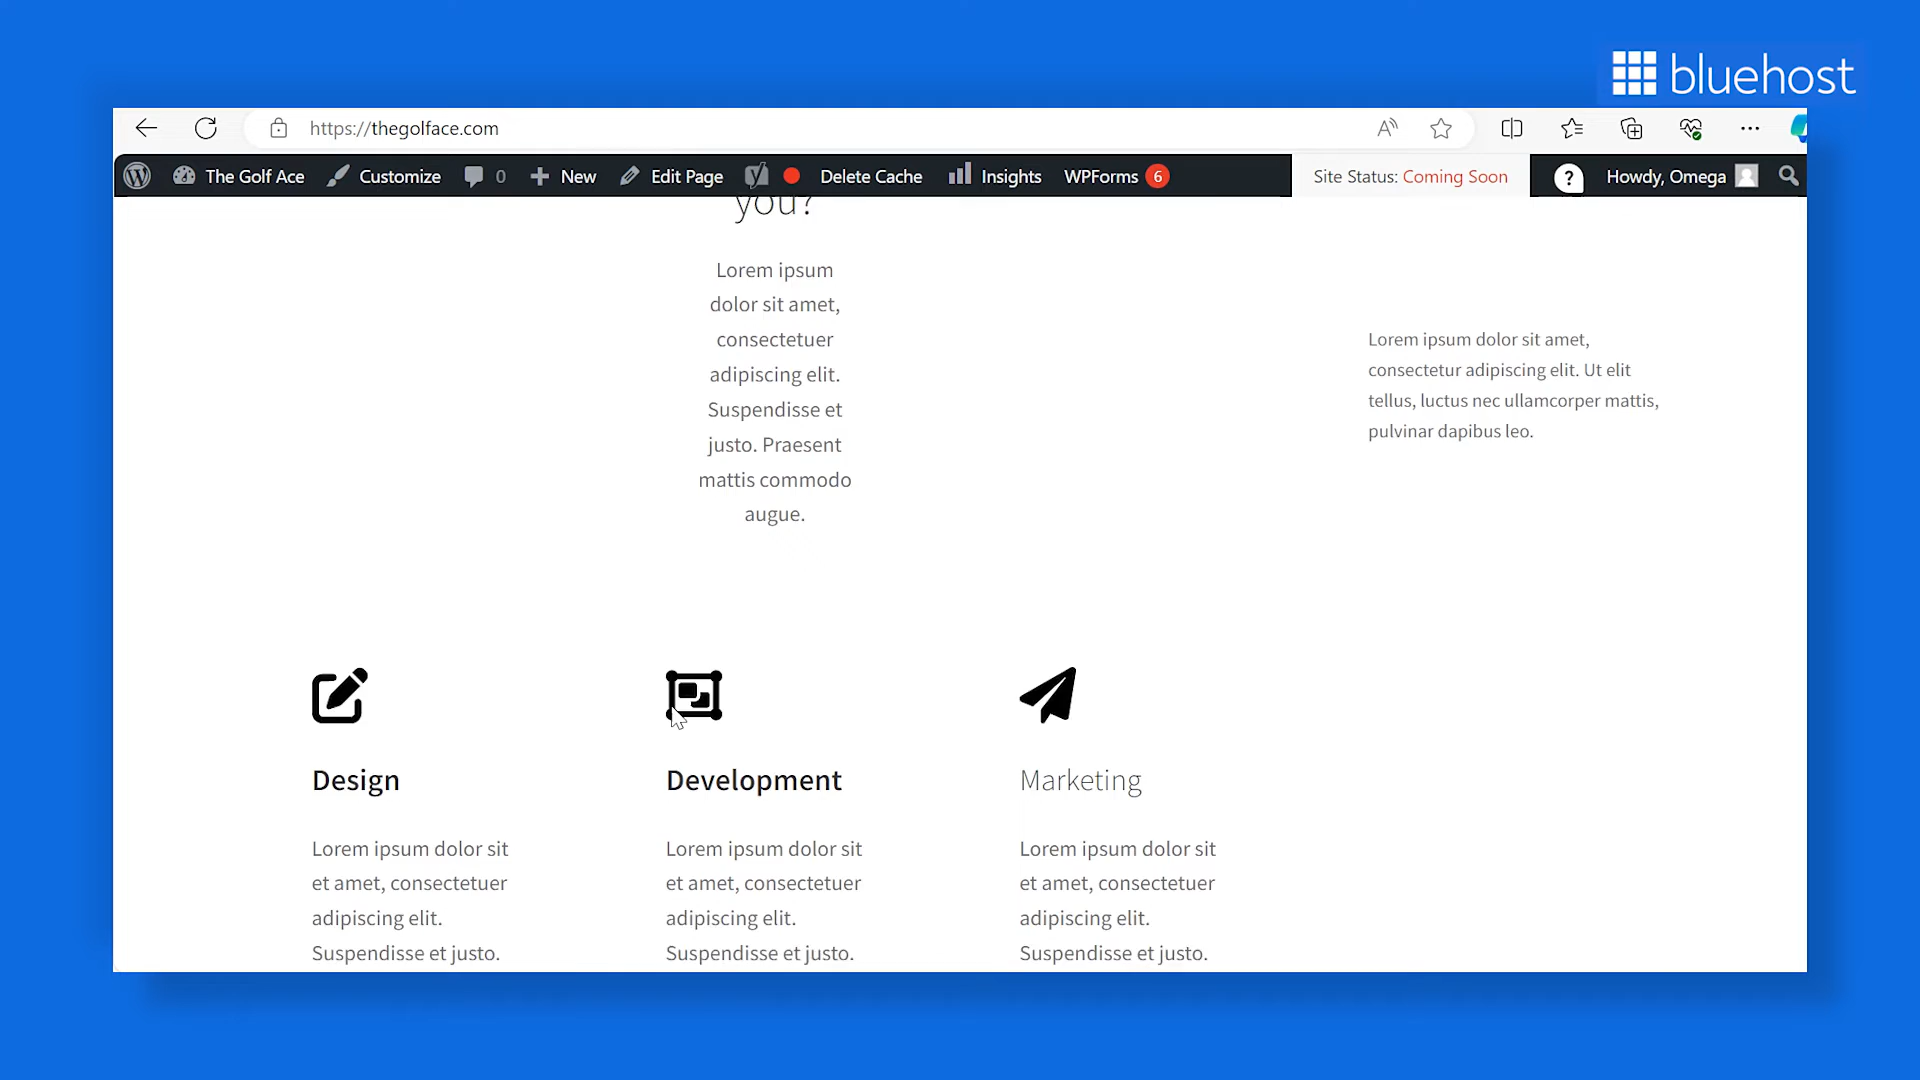 bluehost
https://thegolface.com
The Golf Ace Customize 0 New Edit Page Delete Cache Insights WPForms 6 Site Status: Coming Soon ? Howdy, Omega
you?
Lorem ipsum
dolor sit amet,
consectetuer
adipiscing elit.
Suspendisse et
justo. Praesent
mattis commodo
augue.
Lorem ipsum dolor sit amet,
consectetur adipiscing elit. Ut elit
tellus, luctus nec ullamcorper mattis,
pulvinar dapibus leo.
Design
Lorem ipsum dolor sit
et amet, consectetuer
adipiscing elit.
Suspendisse et justo.
Development
Lorem ipsum dolor sit
et amet, consectetuer
adipiscing elit.
Suspendisse et justo.
Marketing
Lorem ipsum dolor sit
et amet, consectetuer
adipiscing elit.
Suspendisse et justo.